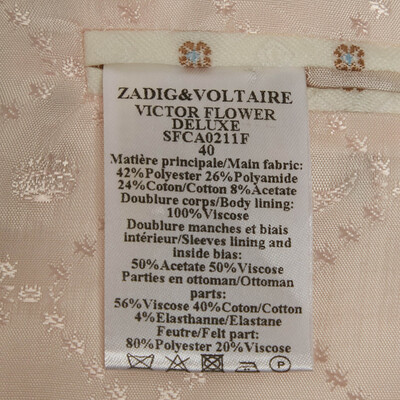 ZADIG&VOLTAIRE
VICTOR FLOWER
DELUXE
SFCA0211F
40
Matière principale/Main fabric:
42% Polyester 26% Polyamide
24% Coton/Cotton 8% Acetate
Doublure corps/Body lining:
100% Viscose
Doublure manches et biais
intérieur/Sleeves lining and
inside bias:
50% Acetate 50% Viscose
Parties en ottoman/Ottoman
parts:
56% Viscose 40% Coton/Cotton
4% Elasthanne/Elastane
Feutre/Felt part:
80% Polyester 20% Viscose
P